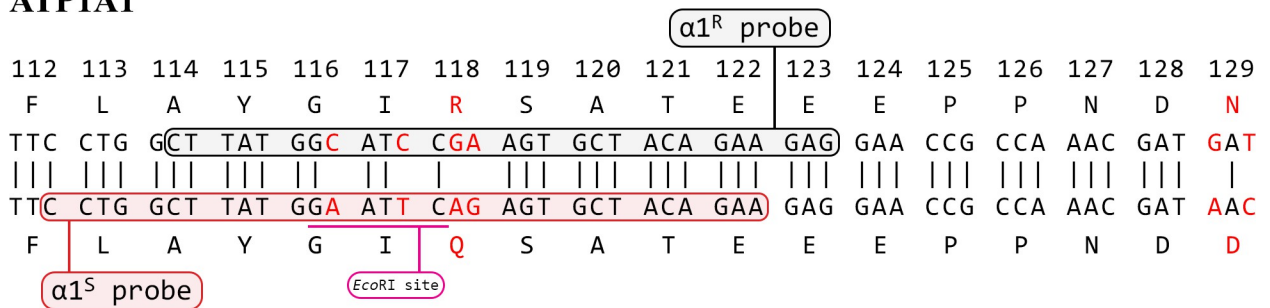 ATP1A1
α1ᴿ probe
112 113 114 115 116 117 118 119 120 121 122 123 124 125 126 127 128 129
F L A Y G I R S A T E E E P P N D N
TTC CTG GCT TAT GGC ATC CGA AGT GCT ACA GAA GAG GAA CCG CCA AAC GAT GAT
TTC CTG GCT TAT GGA ATT CAG AGT GCT ACA GAA GAG GAA CCG CCA AAC GAT AAC
F L A Y G I Q S A T E E E P P N D D
α1ˢ probe
EcoRI site